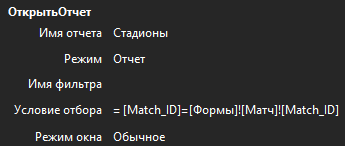 ОткрытьОтчет
Имя отчета Стадионы
Режим Отчет
Имя фильтра
Условие отбора = [Match_ID]=[Формы]![Матч]![Match_ID]
Режим окна Обычное